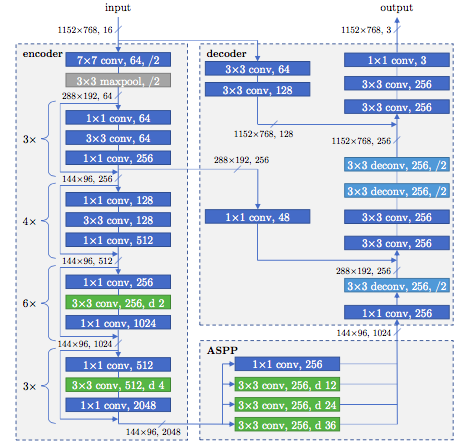 input
output
1152×768, 16
1152×768, 3
encoder
7×7 conv, 64, /2
3×3 maxpool, /2
288×192, 64
3×
1×1 conv, 64
3×3 conv, 64
1×1 conv, 256
144×96, 256
4×
1×1 conv, 128
3×3 conv, 128
1×1 conv, 512
144×96, 512
6×
1×1 conv, 256
3×3 conv, 256, d 2
1×1 conv, 1024
144×96, 1024
3×
1×1 conv, 512
3×3 conv, 512, d 4
1×1 conv, 2048
144×96, 2048
decoder
3×3 conv, 64
3×3 conv, 128
1152×768, 128
288×192, 256
1×1 conv, 48
1×1 conv, 3
3×3 conv, 256
3×3 conv, 256
1152×768, 256
3×3 deconv, 256, /2
3×3 deconv, 256, /2
3×3 conv, 256
3×3 conv, 256
288×192, 256
3×3 deconv, 256, /2
1×1 conv, 256
144×96, 1024
ASPP
1×1 conv, 256
3×3 conv, 256, d 12
3×3 conv, 256, d 24
3×3 conv, 256, d 36